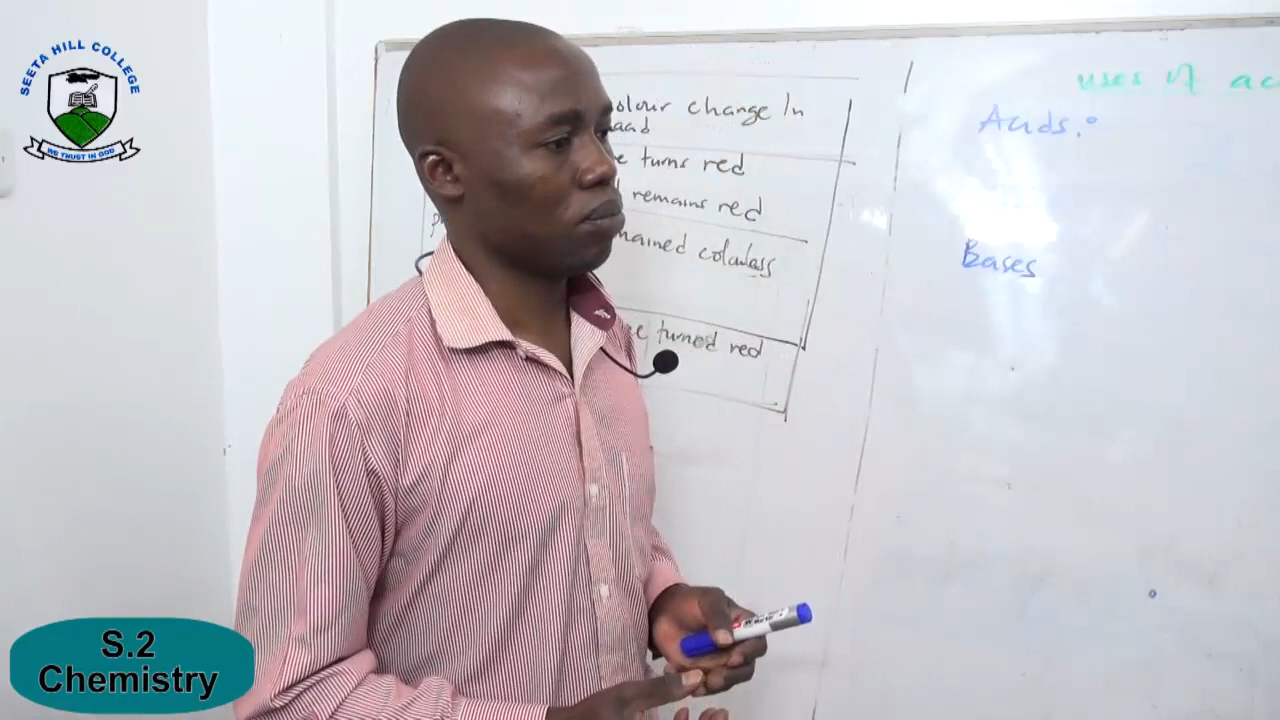 SEETA HILL COLLEGE
WE TRUST IN GOD
olour change In
turns red
remains red
mained colourless
turned red
uses of ac
Acids:
Bases
S.2
Chemistry